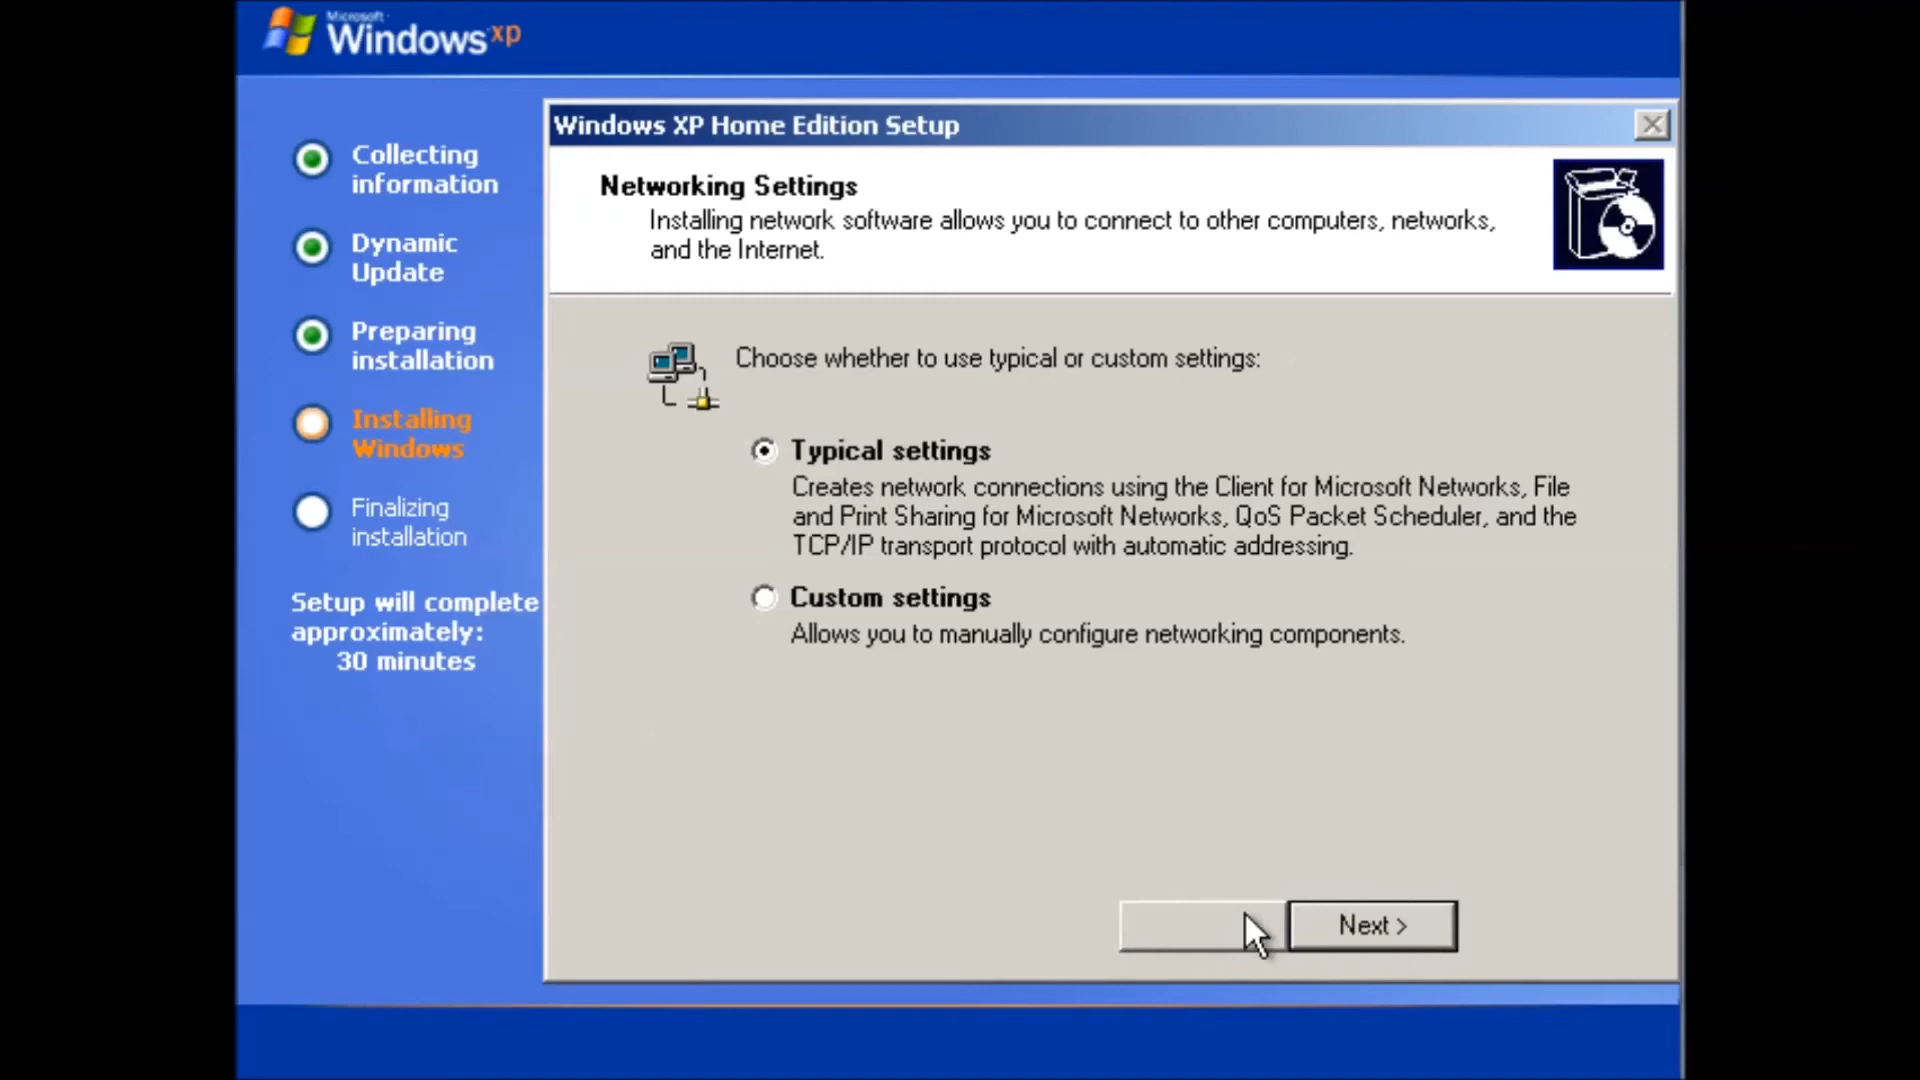 Microsoft
Windows xp
Windows XP Home Edition Setup
Collecting
information
Dynamic
Update
Preparing
installation
Installing
Windows
Finalizing
installation
Setup will complete
approximately:
30 minutes
Networking Settings
Installing network software allows you to connect to other computers, networks,
and the Internet.
Choose whether to use typical or custom settings:
Typical settings
Creates network connections using the Client for Microsoft Networks, File
and Print Sharing for Microsoft Networks, QoS Packet Scheduler, and the
TCP/IP transport protocol with automatic addressing.
Custom settings
Allows you to manually configure networking components.
Next >